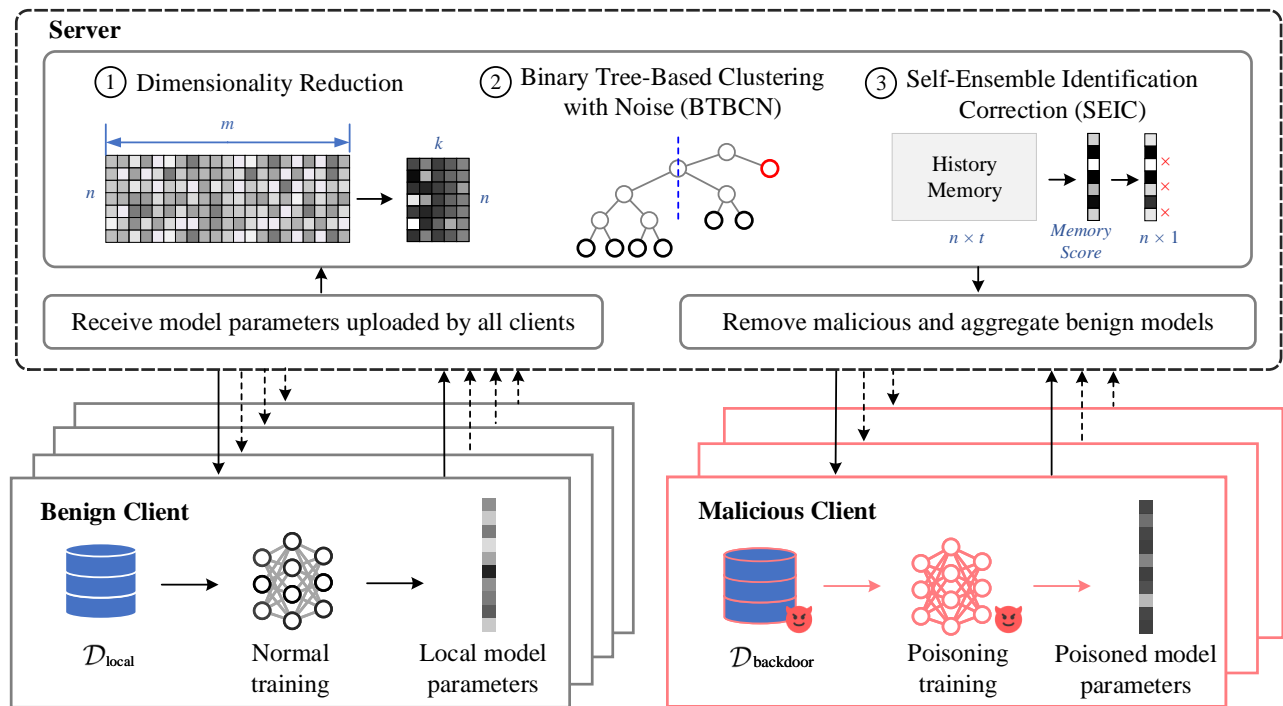 Server
1 Dimensionality Reduction
2 Binary Tree-Based Clustering
with Noise (BTBCN)
3 Self-Ensemble Identification
Correction (SEIC)
m
n
k
n
History
Memory
n × t
Memory
Score
× 
×
×
n × 1
Receive model parameters uploaded by all clients
Remove malicious and aggregate benign models
Benign Client
D local
Normal
training
Local model
parameters
Malicious Client
D backdoor
Poisoning
training
Poisoned model
parameters